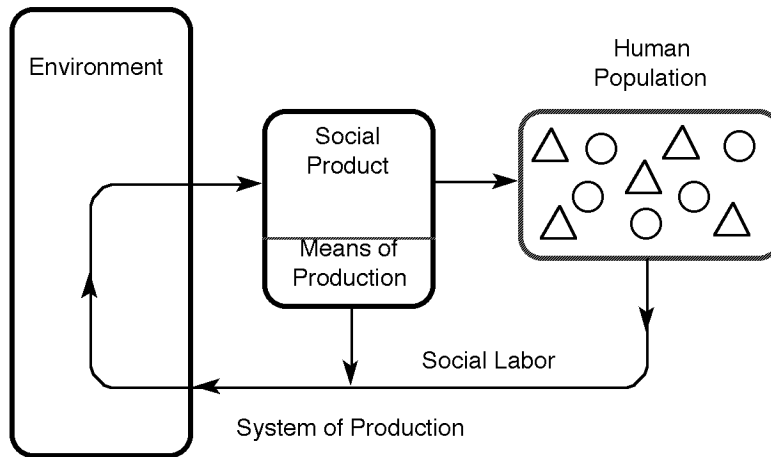 Human
Population
Environment
Social
Product
Means of
Production
Social Labor
System of Production